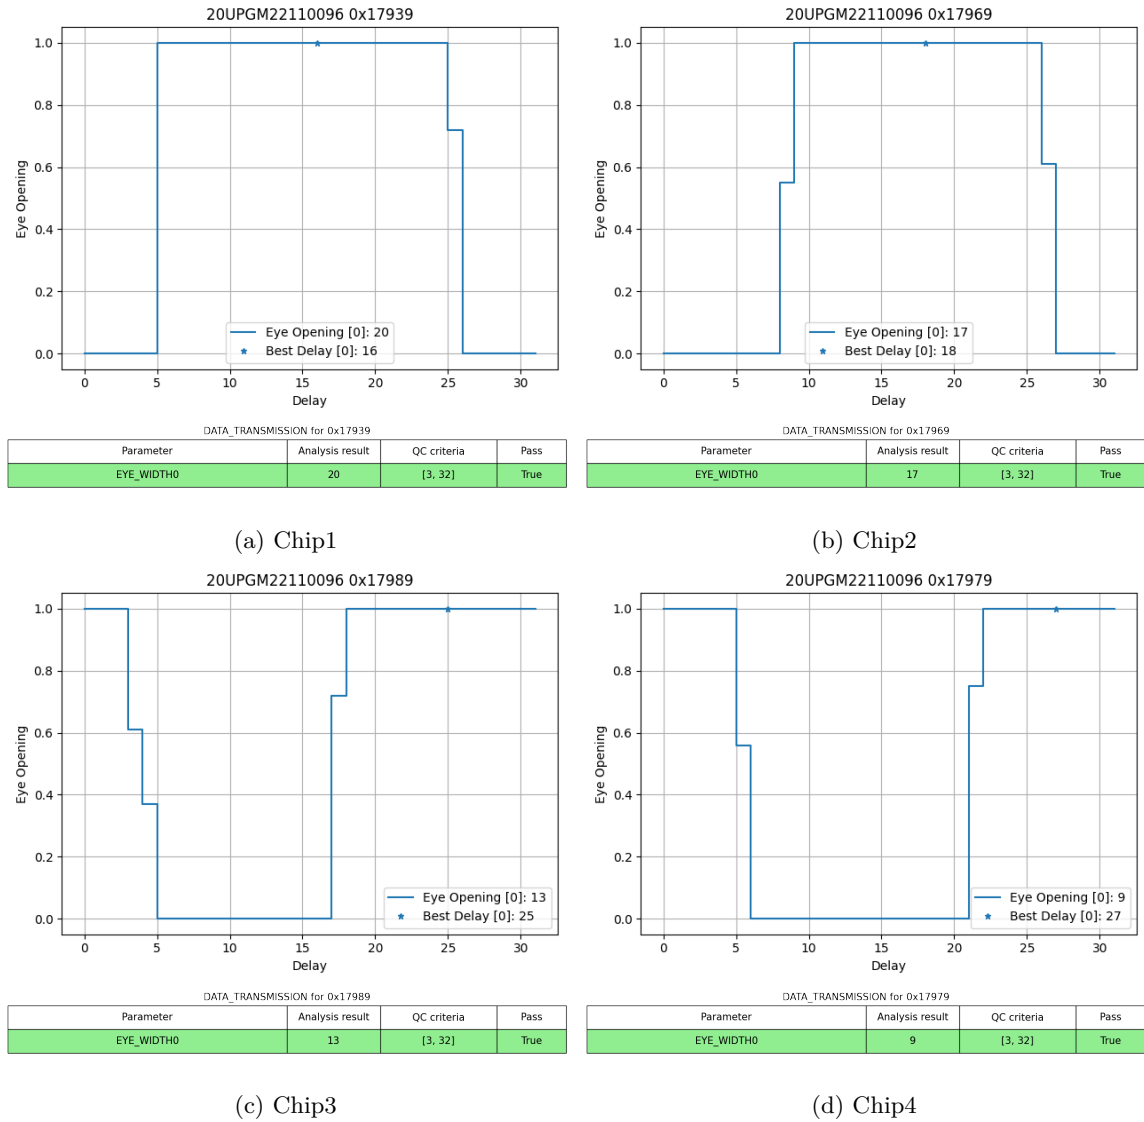 20UPGM22110096 0x17939
1.0
0.8
0.6
0.4
0.2
0.0
Eye Opening
Eye Opening [0]: 20
Best Delay [0]: 16
0 5 10 15 20 25 30
Delay
DATA_TRANSMISSION for 0x17939
Parameter Analysis result QC criteria Pass
EYE_WIDTH0 20 [3, 32] True
(a) Chip1
20UPGM22110096 0x17969
1.0
0.8
0.6
0.4
0.2
0.0
Eye Opening
Eye Opening [0]: 17
Best Delay [0]: 18
0 5 10 15 20 25 30
Delay
DATA_TRANSMISSION for 0x17969
Parameter Analysis result QC criteria Pass
EYE_WIDTH0 17 [3, 32] True
(b) Chip2
20UPGM22110096 0x17989
1.0
0.8
0.6
0.4
0.2
0.0
Eye Opening
Eye Opening [0]: 13
Best Delay [0]: 25
0 5 10 15 20 25 30
Delay
DATA_TRANSMISSION for 0x17989
Parameter Analysis result QC criteria Pass
EYE_WIDTH0 13 [3, 32] True
(c) Chip3
20UPGM22110096 0x17979
1.0
0.8
0.6
0.4
0.2
0.0
Eye Opening
Eye Opening [0]: 9
Best Delay [0]: 27
0 5 10 15 20 25 30
Delay
DATA_TRANSMISSION for 0x17979
Parameter Analysis result QC criteria Pass
EYE_WIDTH0 9 [3, 32] True
(d) Chip4